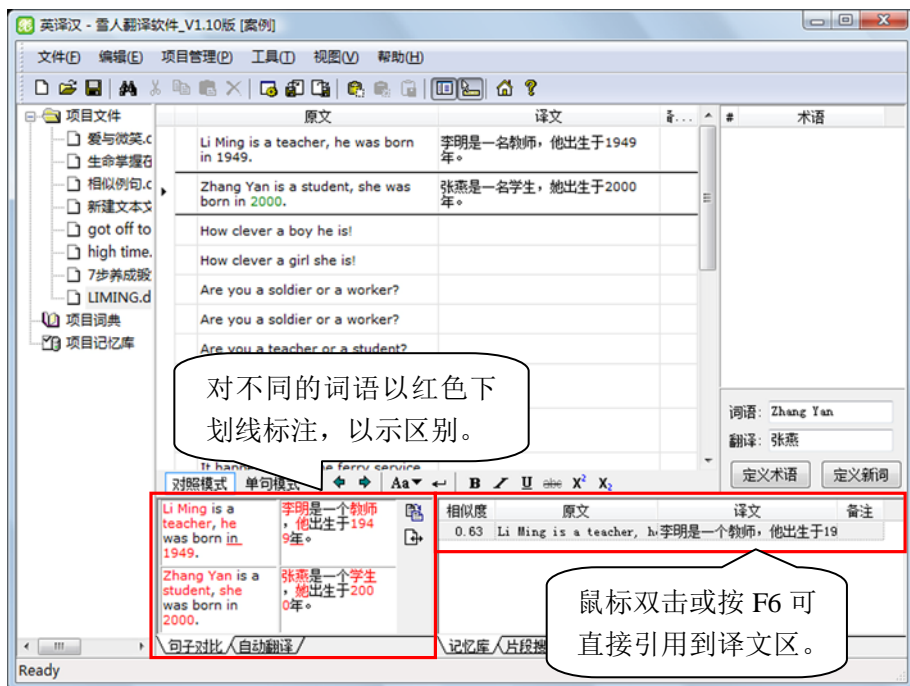 英译汉 - 雪人翻译软件_V1.10版 [案例]
文件(F) 编辑(E) 项目管理(P) 工具(T) 视图(V) 帮助(H)
项目文件
爱与微笑.c
生命掌握在
相似例句.c
新建文本文
got off to
high time.
7步养成锻
LIMING.d
项目词典
项目记忆库
原文 译文 备...
Li Ming is a teacher, he was born
in 1949.
李明是一名教师，他出生于1949
年。
Zhang Yan is a student, she was
born in 2000.
张燕是一名学生，她出生于2000
年。
How clever a boy he is!
How clever a girl she is!
Are you a soldier or a worker?
Are you a soldier or a worker?
Are you a teacher or a student?
# 术语
词语: Zhang Yan
翻译: 张燕
定义术语 定义新词
对不同的词语以红色下
划线标注，以示区别。
It happe ferry service
对照模式 单句模式 Aa B I U abc X² X₂
Li Ming is a
teacher, he
was born in
1949.
李明是一个教师
，他出生于194
9年。
Zhang Yan is a
student, she
was born in
2000.
张燕是一个学生
，她出生于200
0年。
句子对比 自动翻译
相似度 原文 译文 备注
0.63 Li Ming is a teacher, h 李明是一个教师，他出生于19
鼠标双击或按 F6 可
直接引用到译文区。
记忆库 片段搜
Ready